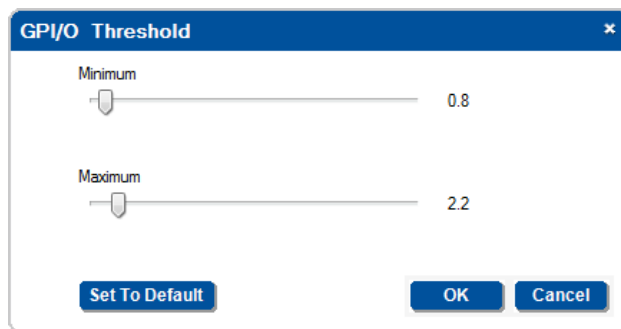 GPI/O Threshold
Minimum
0.8
Maximum
2.2
Set To Default OK Cancel